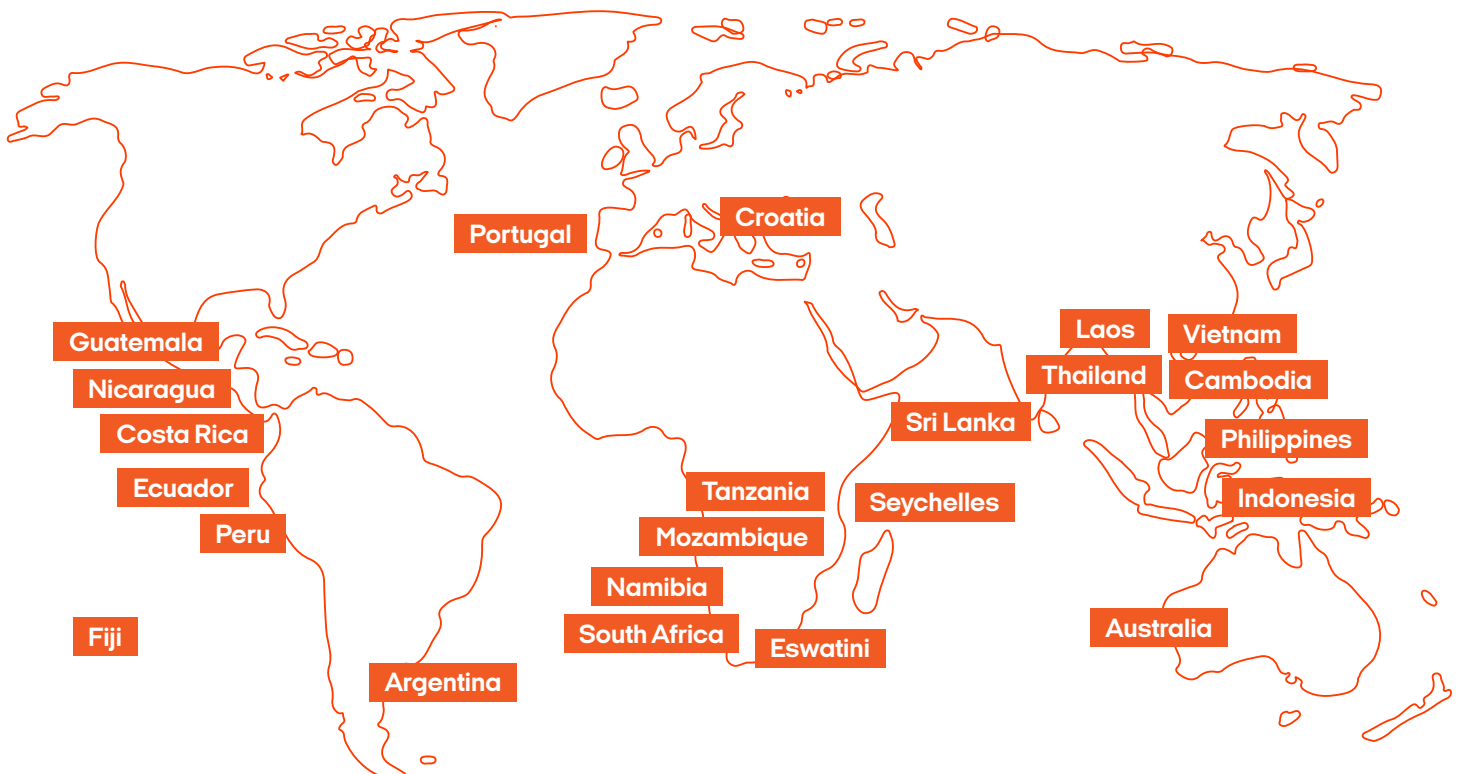 Croatia
Portugal
Laos
Vietnam
Guatemala
Thailand
Cambodia
Nicaragua
Sri Lanka
Costa Rica
Philippines
Ecuador
Tanzania
Seychelles
Indonesia
Peru
Mozambique
Namibia
Fiji
South Africa
Eswatini
Australia
Argentina